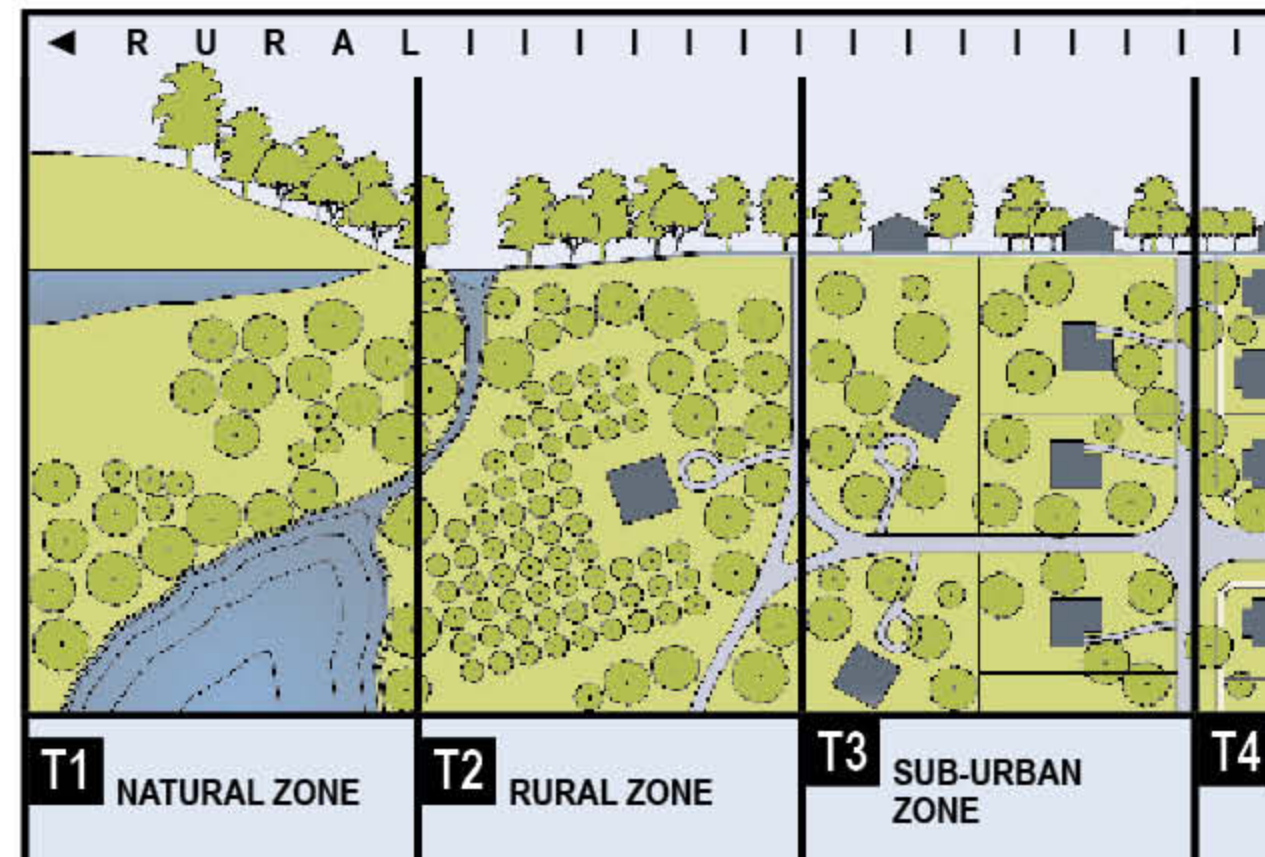 ◄ R U R A L I I I I I I I I I I I I I I I
T1 NATURAL ZONE
T2 RURAL ZONE
T3 SUB-URBAN
ZONE
T4